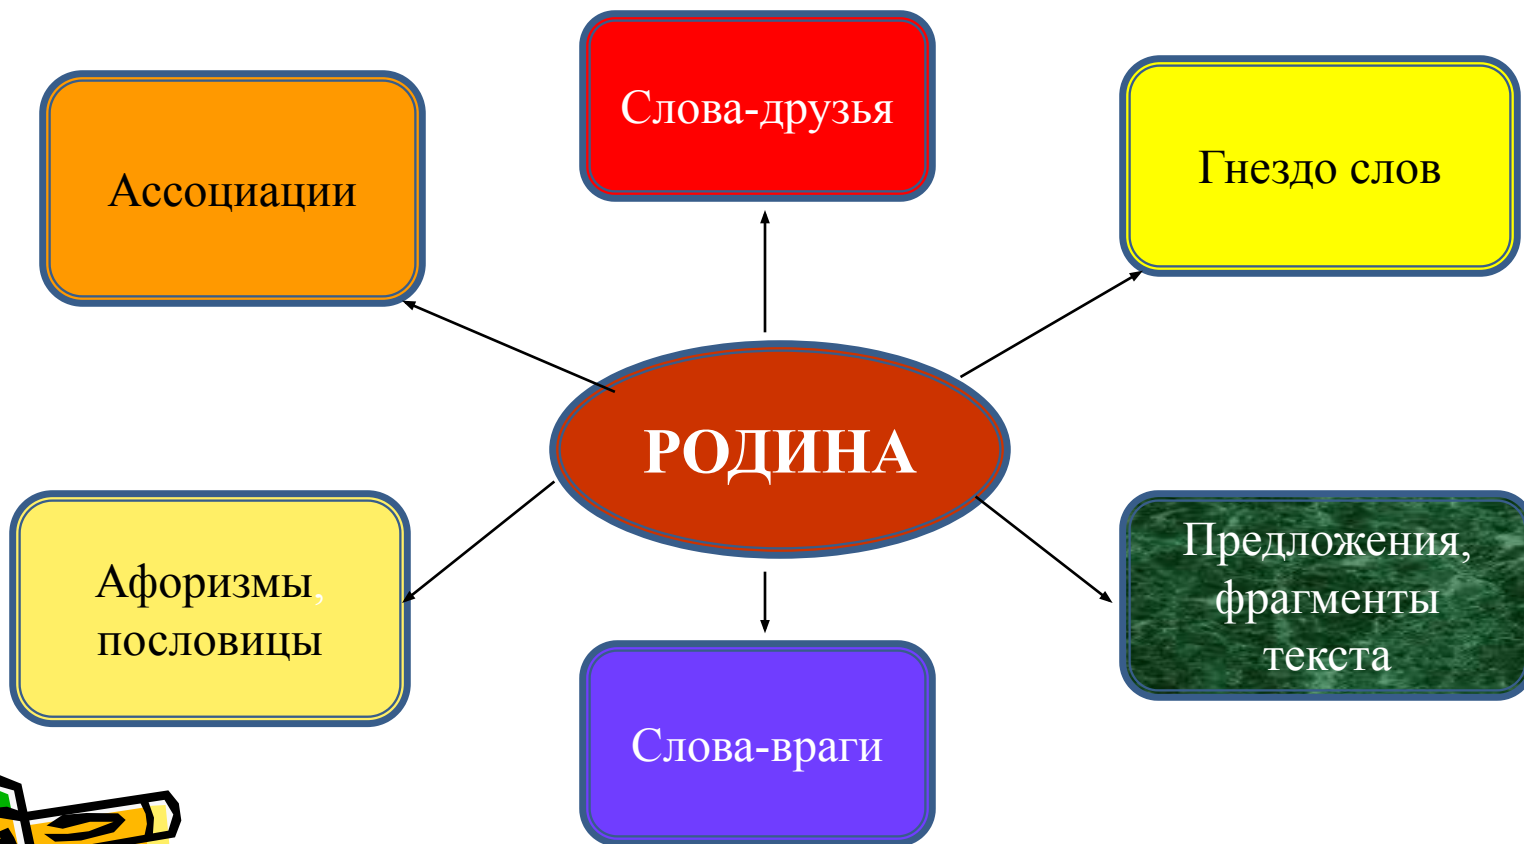 Слова-друзья
Гнездо слов
Ассоциации
РОДИНА
Предложения,
фрагменты
текста
Афоризмы,
пословицы
Слова-враги